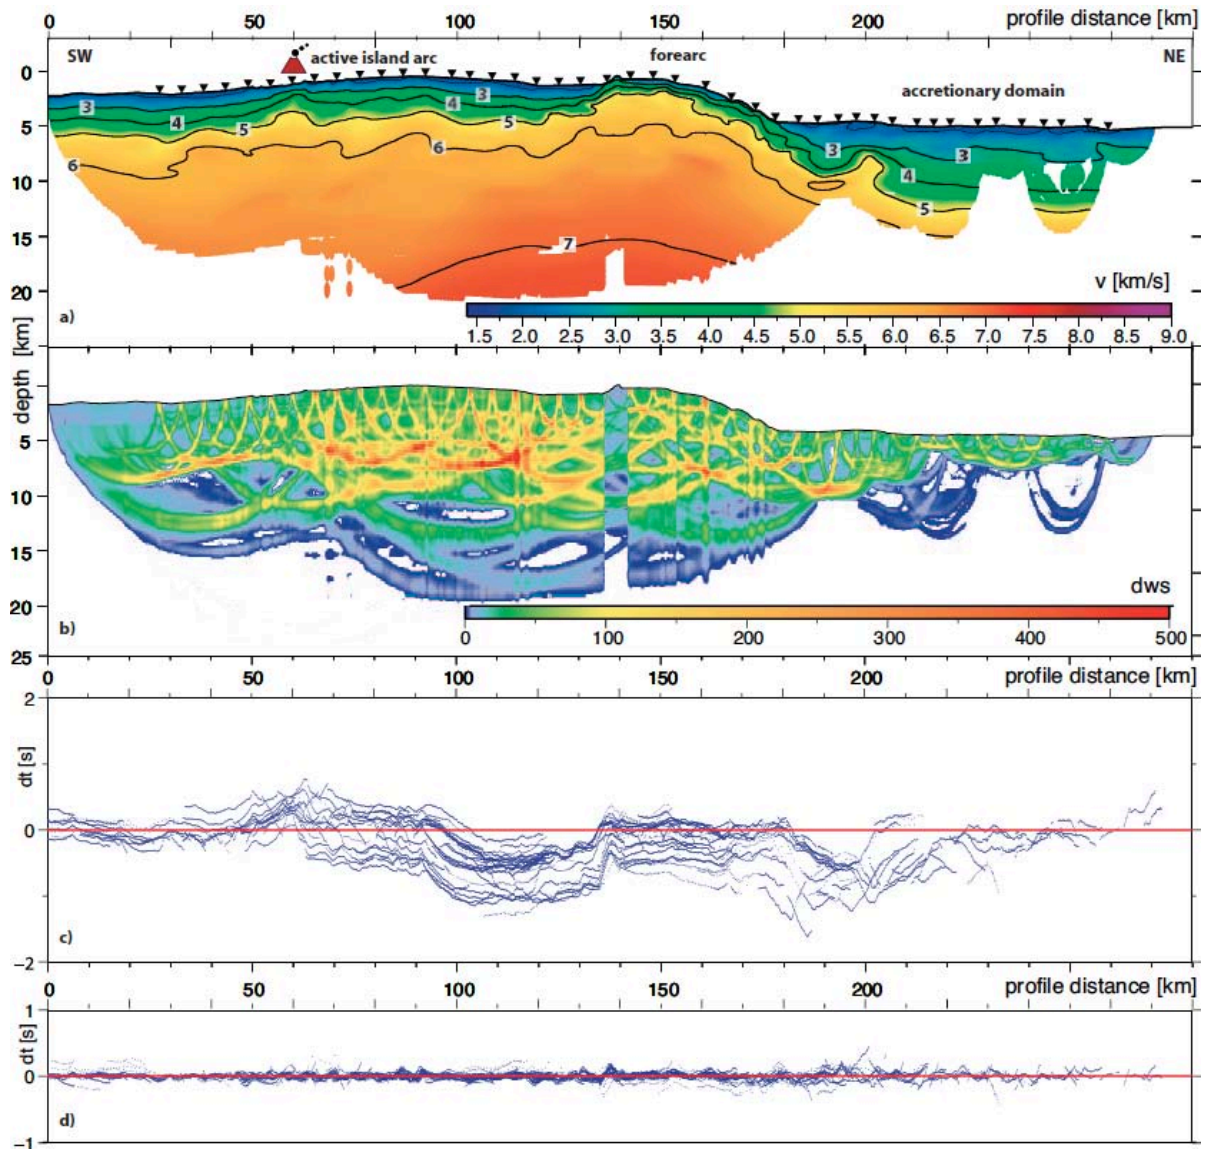 0 50 100 150 200 profile distance [km]
SW active island arc forearc NE
accretionary domain
0
5
10
15
20
3 4 5 6
3 4 5 6
7
3 3 4 5
v [km/s]
a)
1.5 2.0 2.5 3.0 3.5 4.0 4.5 5.0 5.5 6.0 6.5 7.0 7.5 8.0 8.5 9.0
depth [km]
5
10
15
20
25
dws
b)
0 100 200 300 400 500
0 50 100 150 200 profile distance [km]
2
dt [s]
0
c)
−2
0 50 100 150 200 profile distance [km]
1
dt [s]
0
d)
−1